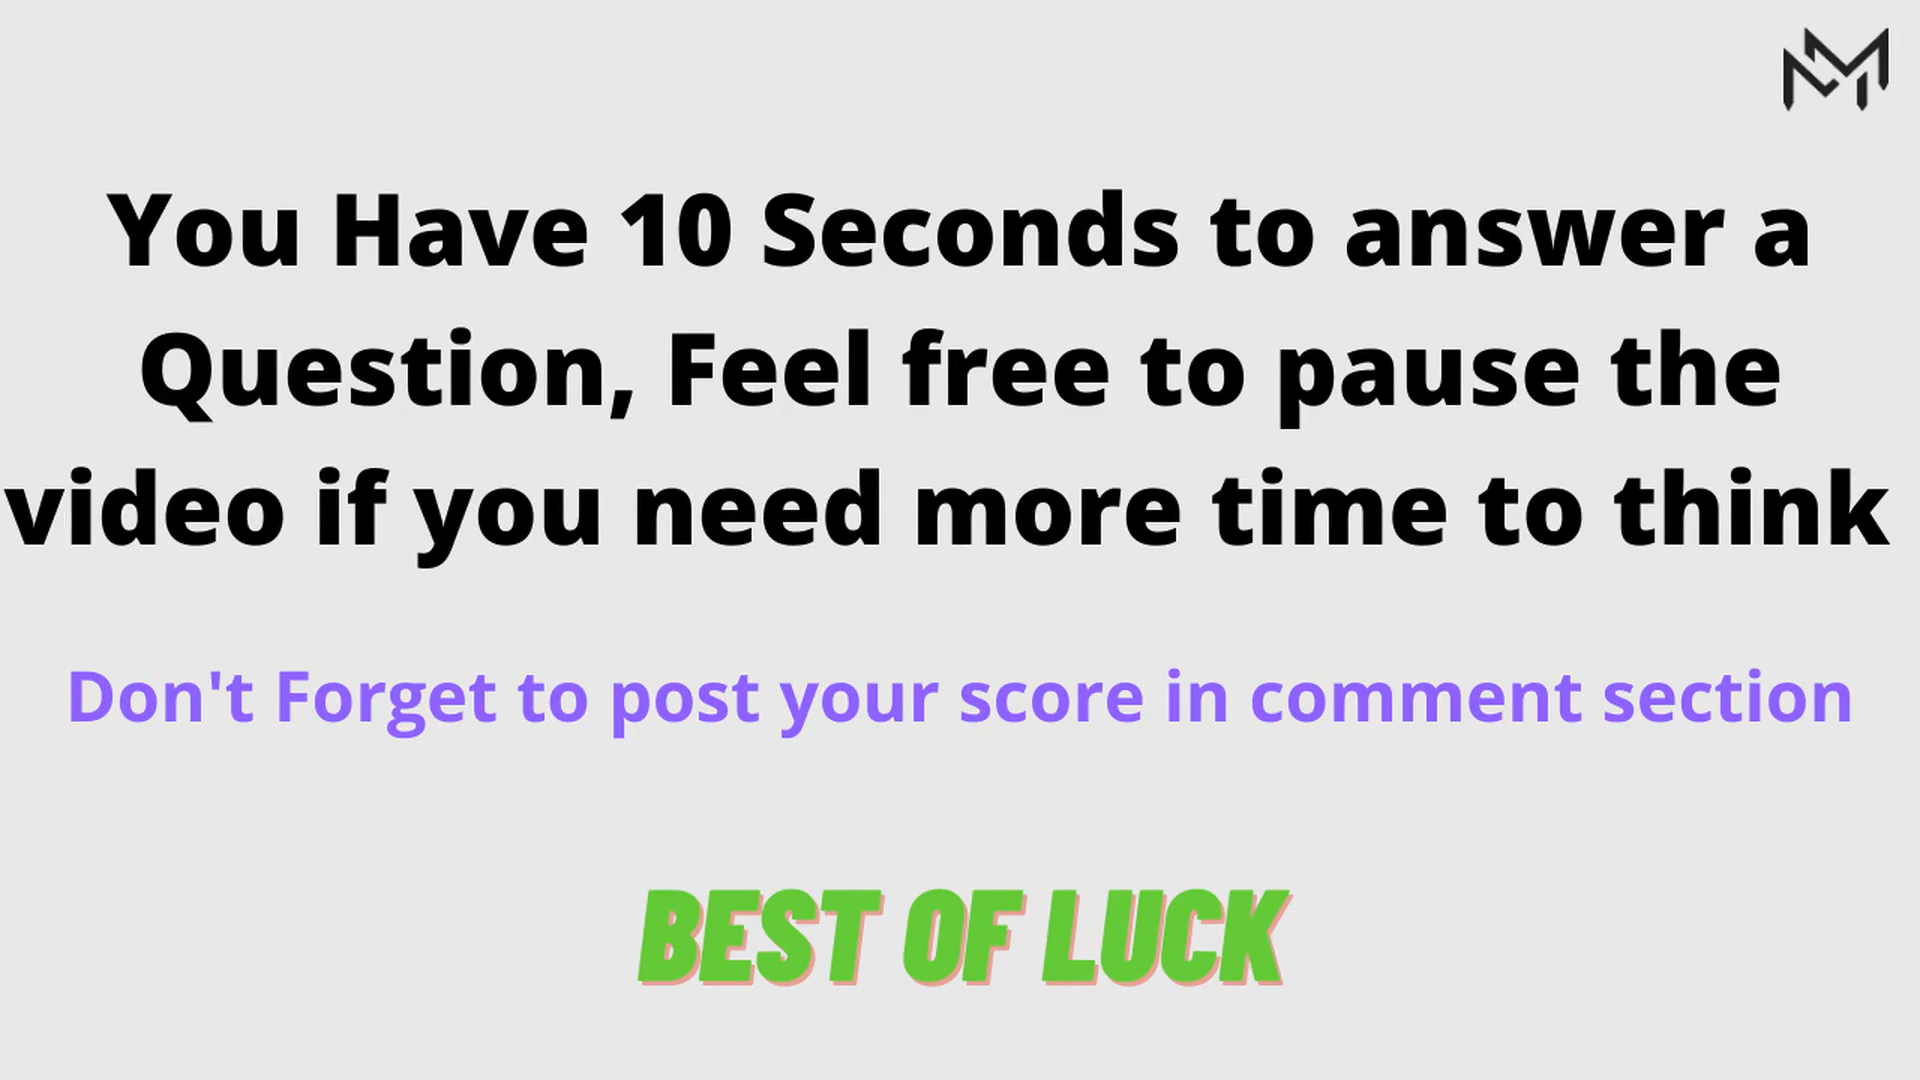 You Have 10 Seconds to answer a
Question, Feel free to pause the
video if you need more time to think
Don't Forget to post your score in comment section
BEST OF LUCK